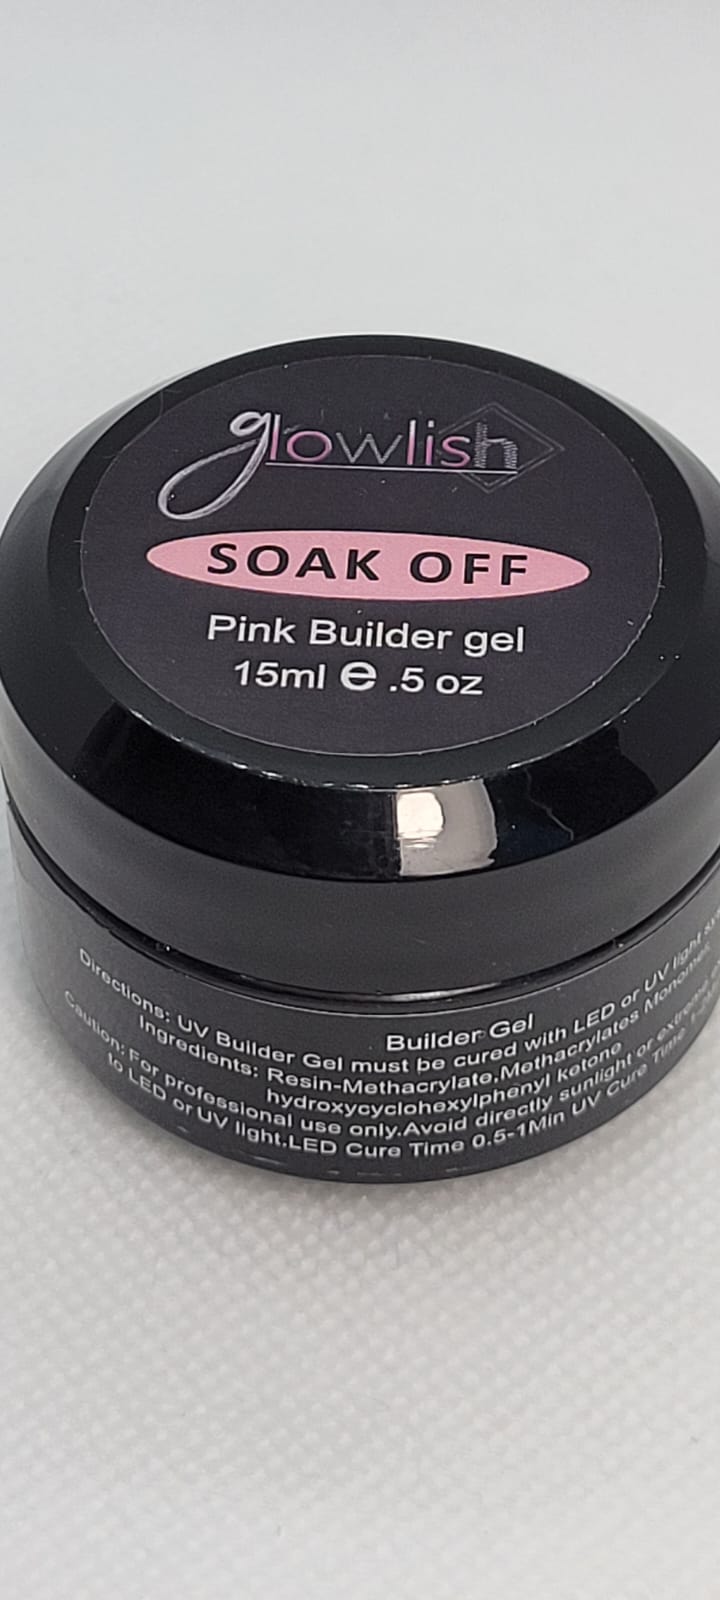 glowlish
SOAK OFF
Pink Builder gel
15ml e .5 oz
Builder Gel
Directions: UV Builder Gel must be cured with LED or UV light
Ingredients: Resin-Methacrylate,Methacrylates Monomer,
hydroxycyclohexylphenyl ketone
Caution: For professional use only.Avoid directly sunlight or extreme
to LED or UV light.LED Cure Time 0.5-1Min UV Cure Time